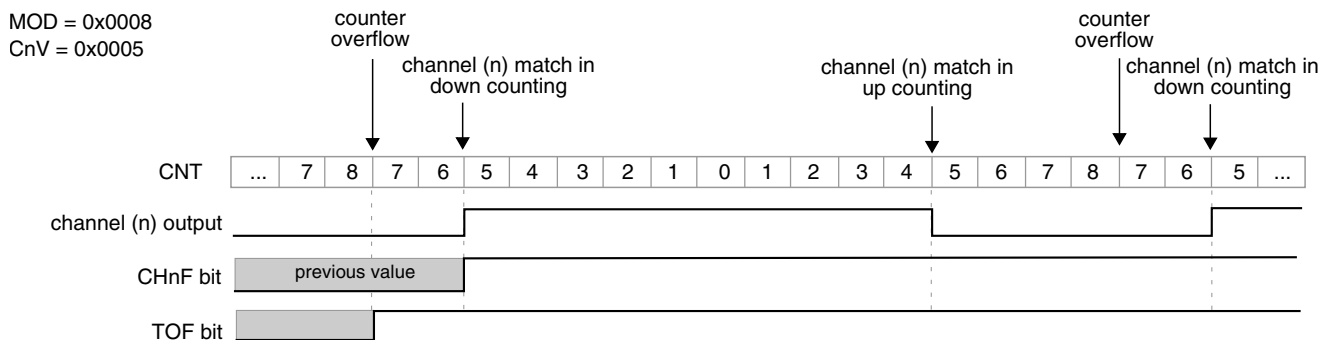 MOD = 0x0008
CnV = 0x0005
counter
overflow
channel (n) match in
down counting
channel (n) match in
up counting
counter
overflow
channel (n) match in
down counting
CNT
... 7 8 7 6 5 4 3 2 1 0 1 2 3 4 5 6 7 8 7 6 5 ...
channel (n) output
CHnF bit
previous value
TOF bit